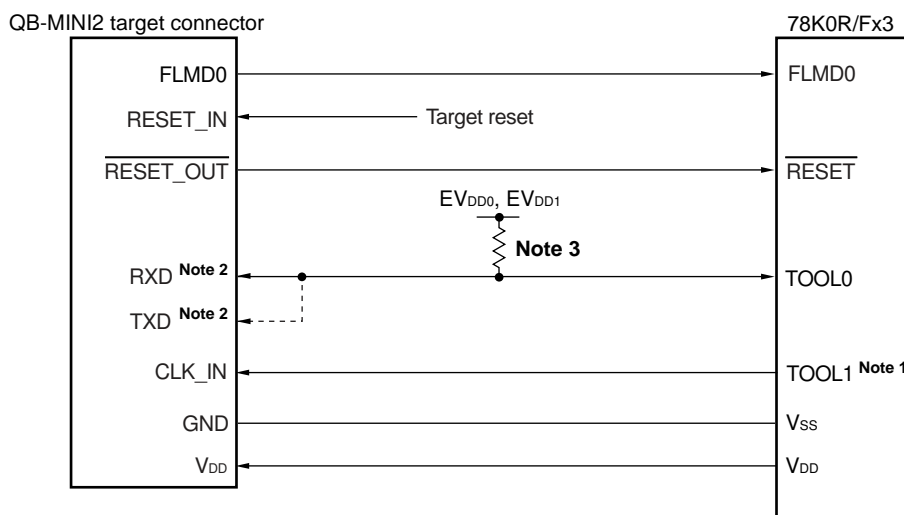 QB-MINI2 target connector
78K0R/Fx3
FLMD0
FLMD0
RESET_IN
Target reset
RESET_OUT
RESET
EVDD0, EVDD1
Note 3
RXD Note 2
TOOL0
TXD Note 2
CLK_IN
TOOL1 Note 1
GND
VSS
VDD
VDD